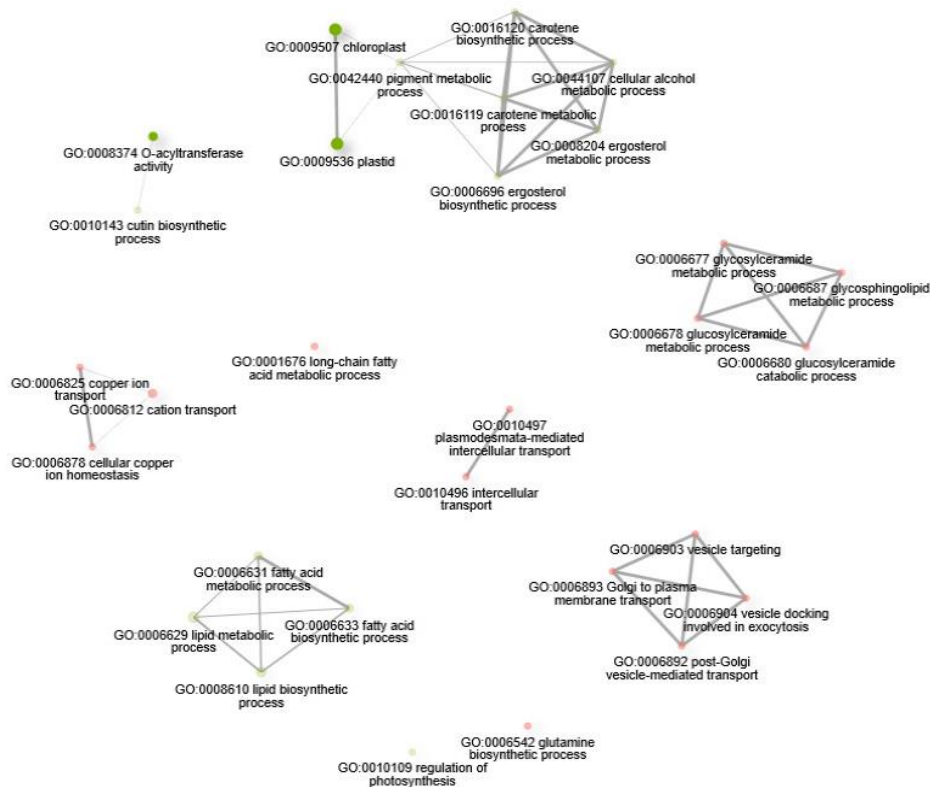 GO:0016120 carotene
biosynthetic process
GO:0009507 chloroplast
GO:0042440 pigment metabolic
process
GO:0044107 cellular alcohol
metabolic process
GO:0016119 carotene metabolic
process
GO:0008204 ergosterol
metabolic process
GO:0009536 plastid
GO:0008374 O-acyltransferase
activity
GO:0006696 ergosterol
biosynthetic process
GO:0010143 cutin biosynthetic
process
GO:0006677 glycosylceramide
metabolic process
GO:0006687 glycosphingolipid
metabolic process
GO:0006678 glucosylceramide
metabolic process
GO:0006680 glucosylceramide
catabolic process
GO:0001676 long-chain fatty
acid metabolic process
GO:0006825 copper ion
transport
GO:0006812 cation transport
GO:0006878 cellular copper
ion homeostasis
GO:0010497
plasmodesmata-mediated
intercellular transport
GO:0010496 intercellular
transport
GO:0006903 vesicle targeting
GO:0006893 Golgi to plasma
membrane transport
GO:0006904 vesicle docking
involved in exocytosis
GO:0006892 post-Golgi
vesicle-mediated transport
GO:0006631 fatty acid
metabolic process
GO:0006633 fatty acid
biosynthetic process
GO:0006629 lipid metabolic
process
GO:0008610 lipid biosynthetic
process
GO:0006542 glutamine
biosynthetic process
GO:0010109 regulation of
photosynthesis